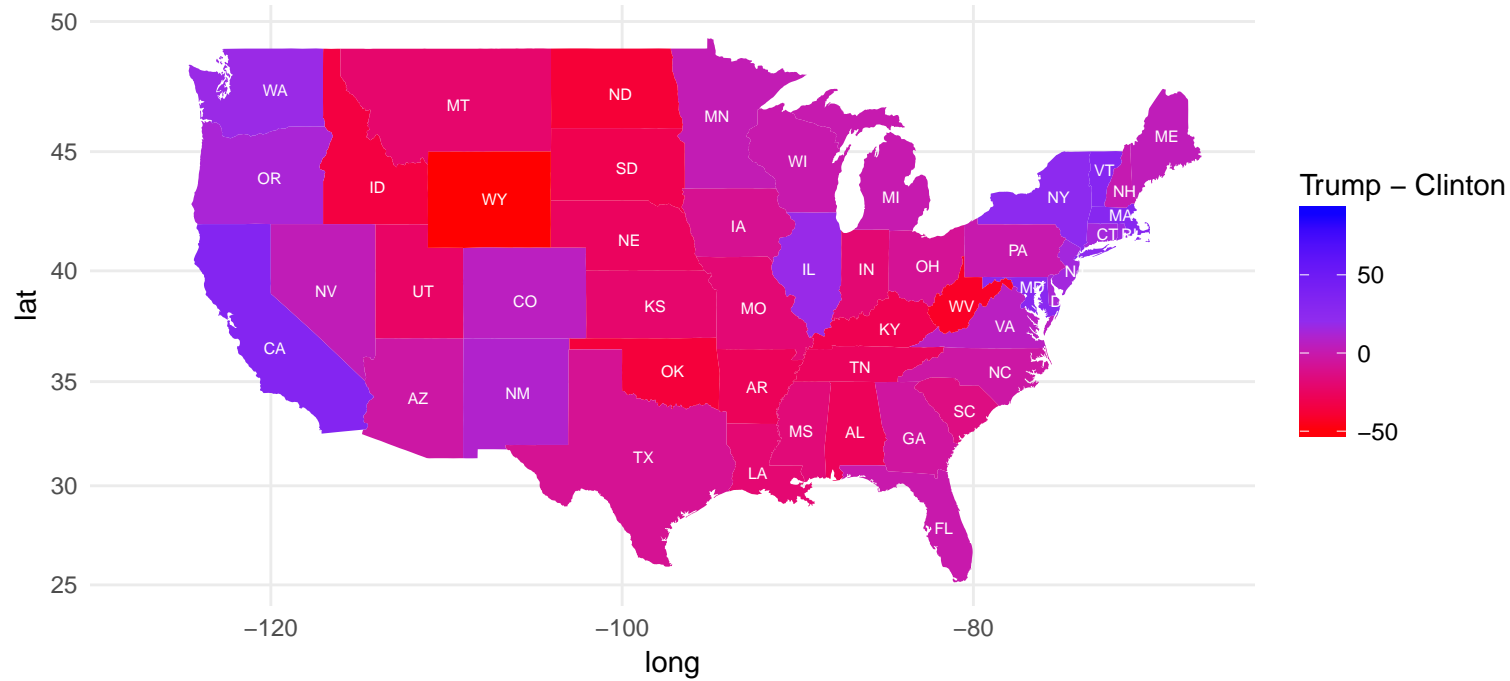 50
45
40
35
30
25
lat
−120
−100
−80
long
WA
MT
ND
MN
ME
OR
ID
WY
SD
WI
MI
VT
NH
NY
MA
CT
NV
UT
CO
NE
IA
IL
IN
OH
PA
N
CA
KS
MO
KY
WV
MD
D
VA
AZ
NM
OK
AR
TN
NC
TX
LA
MS
AL
GA
SC
FL
Trump − Clinton
50
0
−50